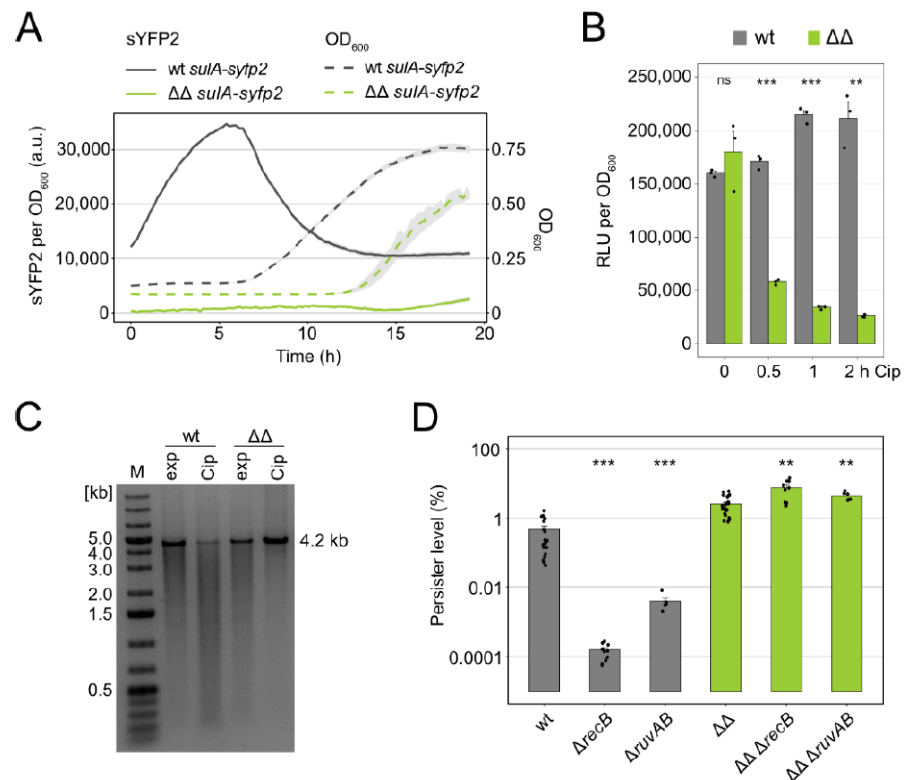 A
sYFP2
OD600
wt sulA-syfp2
wt sulA-syfp2
ΔΔ sulA-syfp2
ΔΔ sulA-syfp2
sYFP2 per OD600 (a.u.)
30,000
20,000
10,000
0
0.75
0.50
0.25
0
OD600
0 5 10 15 20
Time (h)
B
wt ΔΔ
RLU per OD600
250,000
200,000
150,000
100,000
50,000
0
ns *** *** **
0 0.5 1 2 h Cip
C
wt ΔΔ
M exp Cip exp Cip
[kb]
5.0
4.0
3.0
2.0
1.5
0.5
4.2 kb
D
Persister level (%)
100
1
0.01
0.0001
*** *** ** **
wt ΔrecB ΔruvAB ΔΔ ΔΔ ΔrecB ΔΔ ΔruvAB